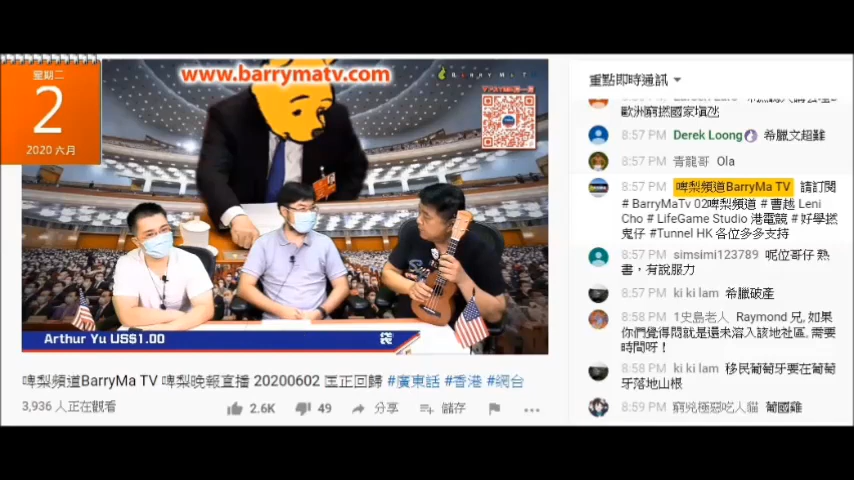 星期二
2
2020 六月
www.barrymatv.com
Arthur Yu US$1.00
啤梨頻道BarryMa TV 啤梨晚報直播 20200602 匡正回歸 #廣東話 #香港 #網台
3,936 人正在觀看
2.6K
49
分享
儲存
重點即時通訊
歐洲窮撚國家塡氹
8:57 PM Derek Loong 希臘文超難
8:57 PM 青龍哥 Ola
8:57 PM 啤梨頻道BarryMa TV 請訂閱
# BarryMaTv 02啤梨頻道 # 曹越 Leni
Cho # LifeGame Studio 港電競 # 好學撚
鬼仔 #Tunnel HK 各位多多支持
8:57 PM simsimi123789 呢位哥仔 熟
書，有說服力
8:57 PM ki ki lam 希臘破產
8:58 PM 1史島老人 Raymond 兄, 如果
你們覺得悶就是還未溶入該地社區, 需要
時間呀！
8:58 PM ki ki lam 移民葡萄牙要在葡萄
牙落地山根
8:59 PM 窮兇極惡吃人貓 葡國雞